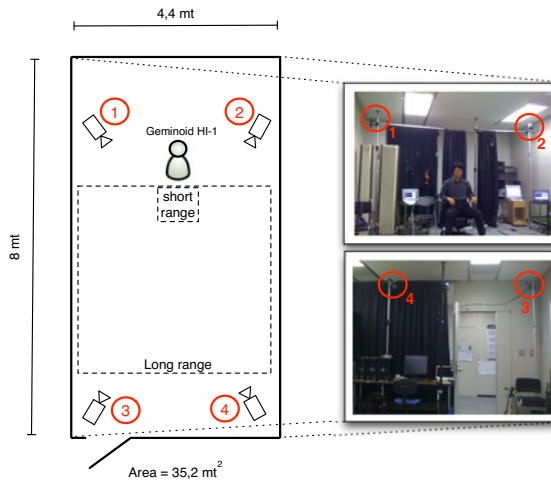 4,4 mt
1
2
Geminoid HI-1
short
range
8 mt
Long range
3
4
Area = 35,2 mt²
1
2
4
3